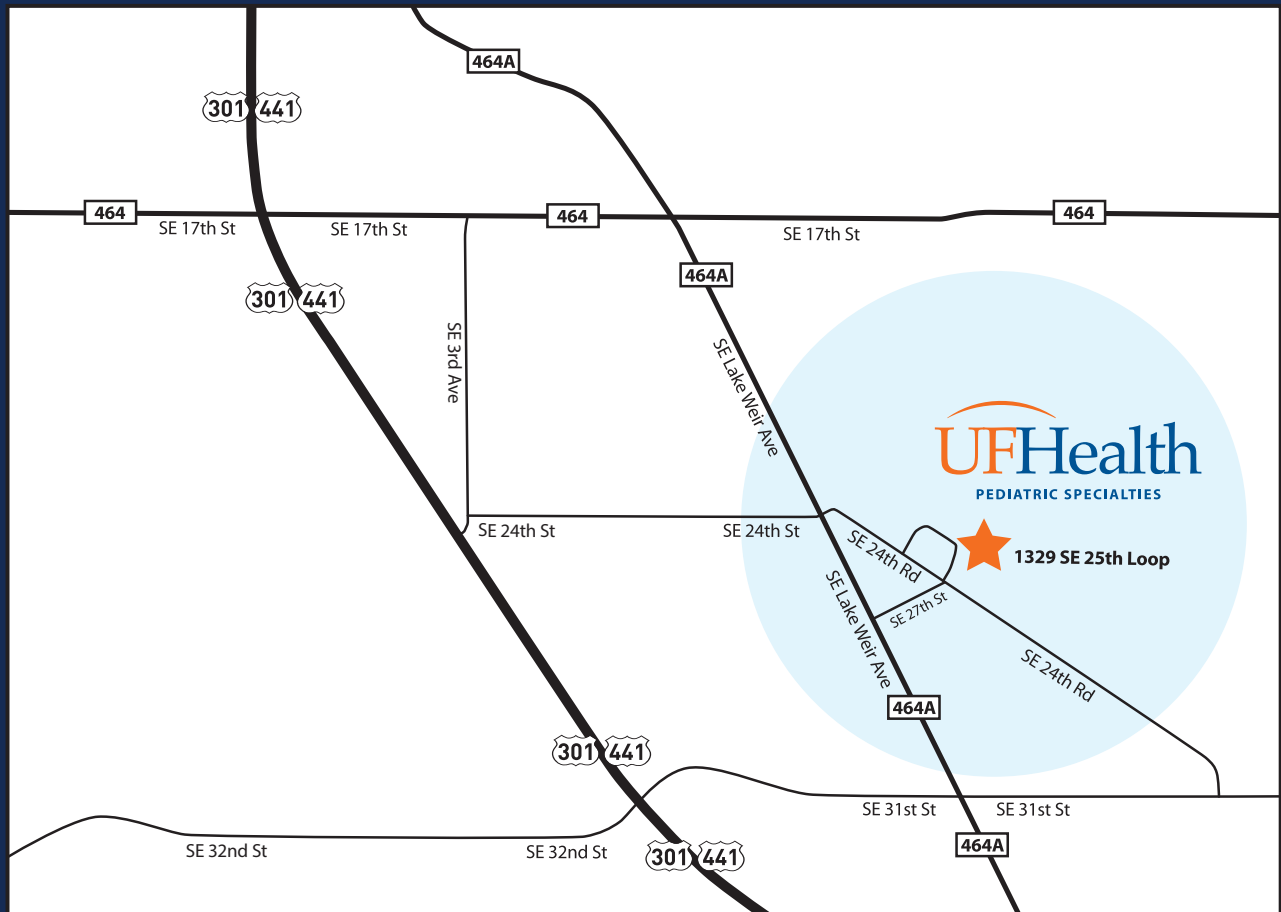 464A
301 441
464
464
464
SE 17th St
SE 17th St
SE 17th St
464A
301 441
SE 3rd Ave
SE Lake Weir Ave
UFHealth
PEDIATRIC SPECIALTIES
SE 24th St
SE 24th St
SE 24th Rd
1329 SE 25th Loop
SE Lake Weir Ave
SE 27th St
SE 24th Rd
464A
301 441
SE 31st St
SE 31st St
SE 32nd St
SE 32nd St
301 441
464A